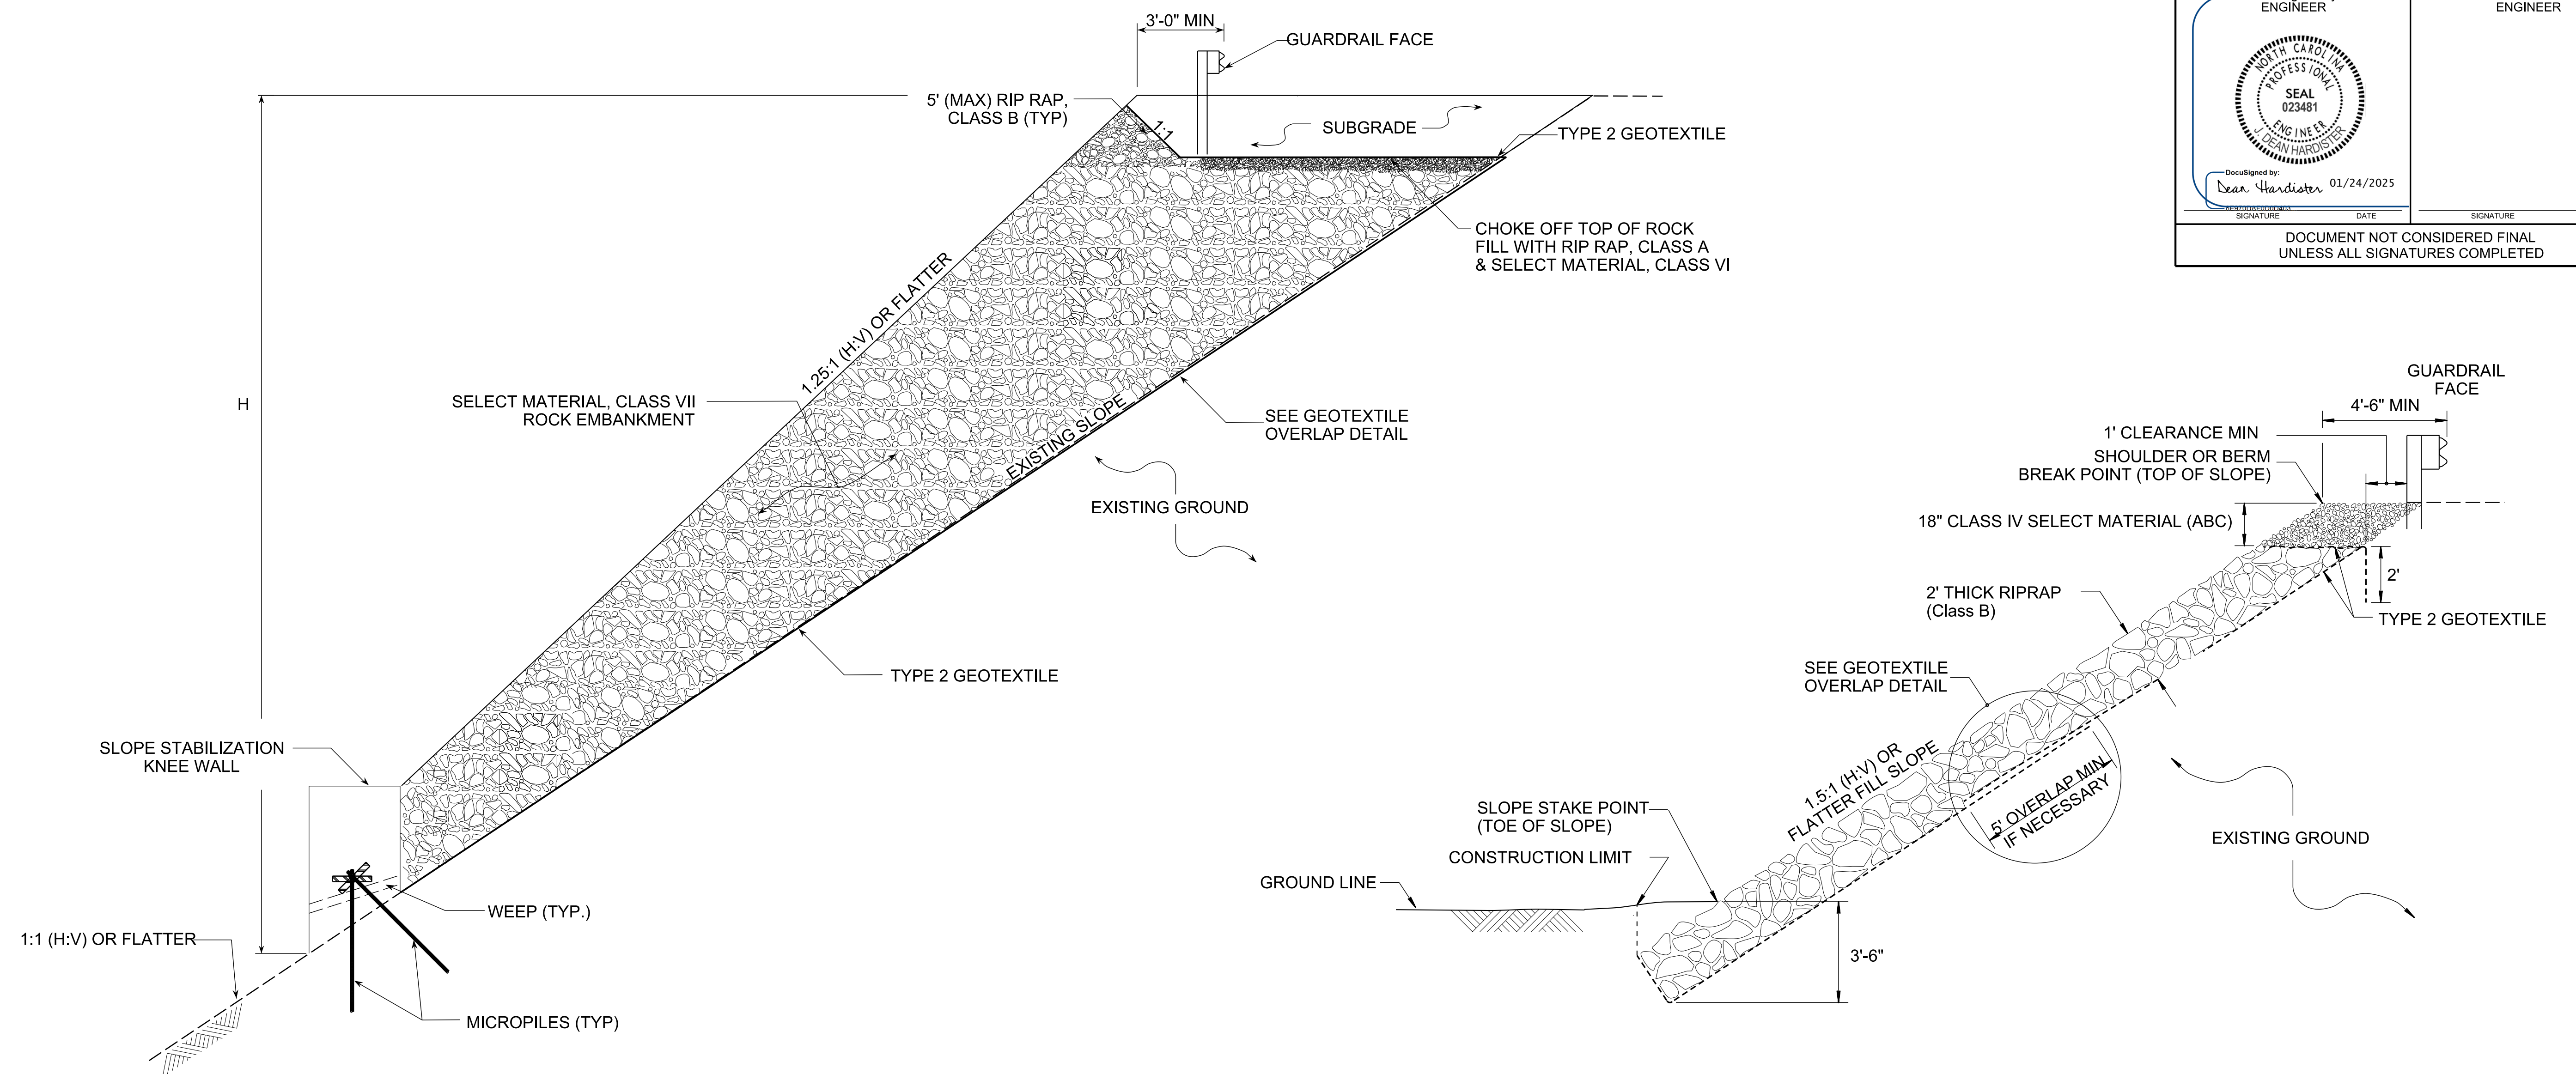 3'-0" MIN
GUARDRAIL FACE
5' (MAX) RIP RAP,
CLASS B (TYP)
1:1
SUBGRADE
TYPE 2 GEOTEXTILE
CHOKE OFF TOP OF ROCK
FILL WITH RIP RAP, CLASS A
& SELECT MATERIAL, CLASS VI
1.25:1 (H:V) OR FLATTER
H
SELECT MATERIAL, CLASS VII
ROCK EMBANKMENT
SEE GEOTEXTILE
OVERLAP DETAIL
EXISTING SLOPE
EXISTING GROUND
TYPE 2 GEOTEXTILE
SLOPE STABILIZATION
KNEE WALL
WEEP (TYP.)
1:1 (H:V) OR FLATTER
MICROPILES (TYP)
ENGINEER
ENGINEER
NORTH CAROLINA
PROFESSIONAL
SEAL
023481
ENGINEER
J. DEAN HARDISTER
DocuSigned by:
Dean Hardister
01/24/2025
SIGNATURE
DATE
SIGNATURE
DOCUMENT NOT CONSIDERED FINAL
UNLESS ALL SIGNATURES COMPLETED
GUARDRAIL
FACE
4'-6" MIN
1' CLEARANCE MIN
SHOULDER OR BERM
BREAK POINT (TOP OF SLOPE)
18" CLASS IV SELECT MATERIAL (ABC)
2'
2' THICK RIPRAP
(Class B)
TYPE 2 GEOTEXTILE
SEE GEOTEXTILE
OVERLAP DETAIL
1.5:1 (H:V) OR
FLATTER FILL SLOPE
5' OVERLAP MIN
IF NECESSARY
SLOPE STAKE POINT
(TOE OF SLOPE)
CONSTRUCTION LIMIT
GROUND LINE
EXISTING GROUND
3'-6"